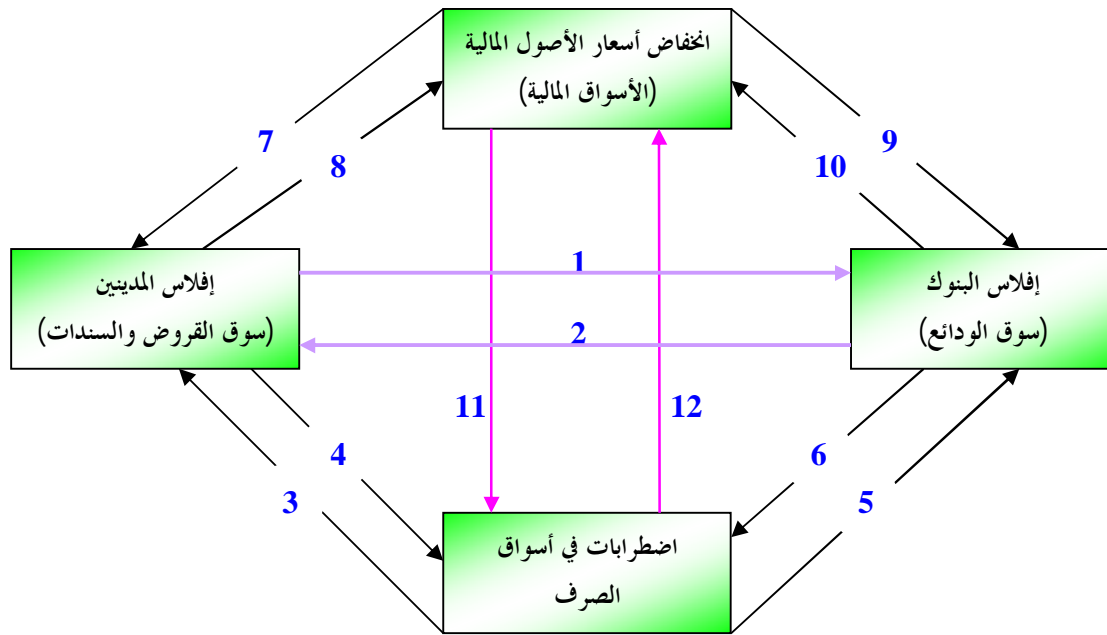 انخفاض أسعار الأصول المالية
(الأسواق المالية)
7
8
9
10
إفلاس المدينين
(سوق القروض والسندات)
1
2
إفلاس البنوك
(سوق الودائع)
11
12
3
4
6
5
اضطرابات في أسواق
الصرف